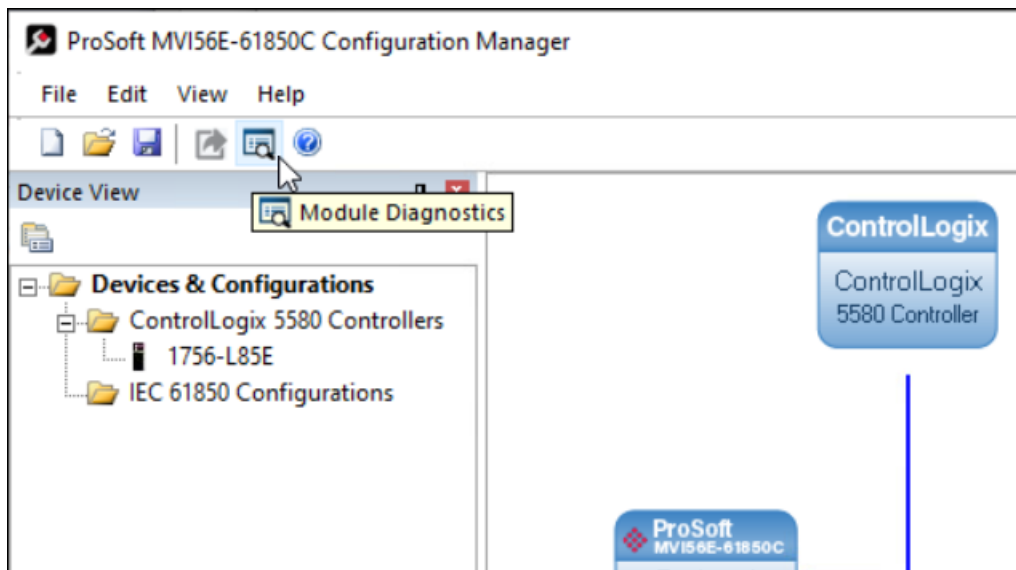 ProSoft MVI56E-61850C Configuration Manager
File Edit View Help
Device View
Module Diagnostics
Devices & Configurations
ControlLogix 5580 Controllers
1756-L85E
IEC 61850 Configurations
ControlLogix
ControlLogix
5580 Controller
ProSoft
MVI56E-61850C